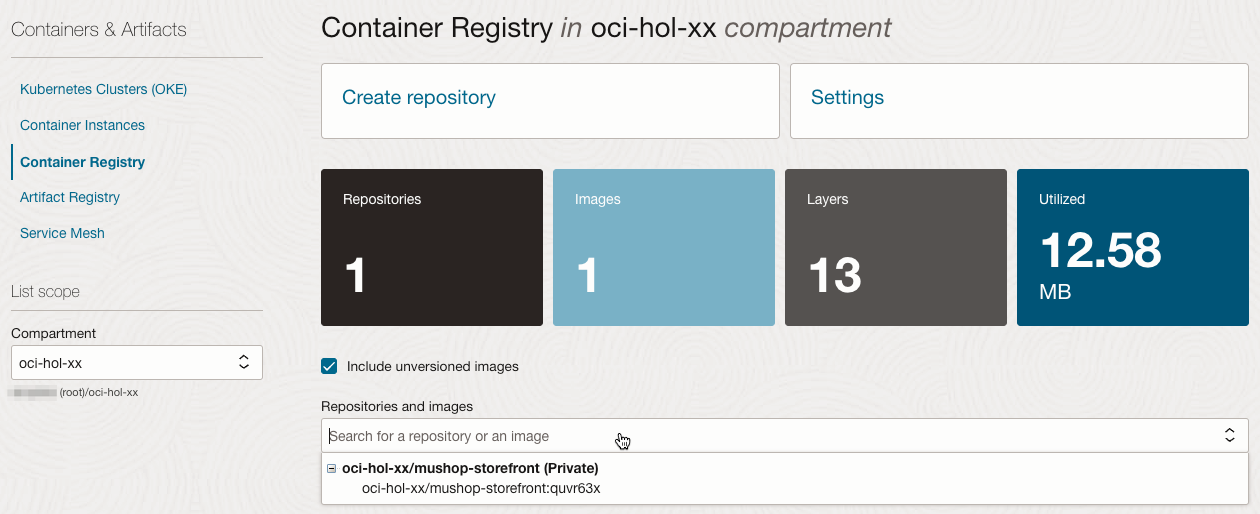 Containers & Artifacts
Kubernetes Clusters (OKE)
Container Instances
Container Registry
Artifact Registry
Service Mesh
List scope
Compartment
oci-hol-xx
(root)/oci-hol-xx
Container Registry in oci-hol-xx compartment
Create repository
Settings
Repositories
1
Images
1
Layers
13
Utilized
12.58
MB
Include unversioned images
Repositories and images
Search for a repository or an image
oci-hol-xx/mushop-storefront (Private)
oci-hol-xx/mushop-storefront:quvr63x